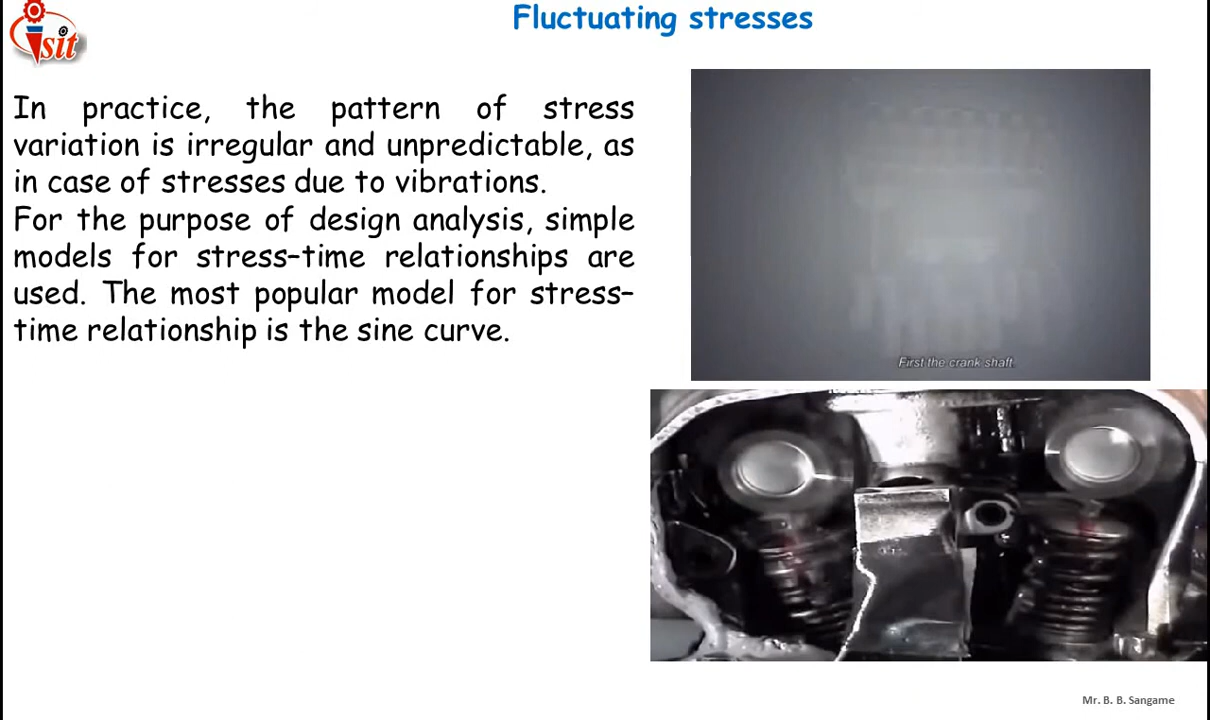 Fluctuating stresses
sit
In practice, the pattern of stress
variation is irregular and unpredictable, as
in case of stresses due to vibrations.
For the purpose of design analysis, simple
models for stress–time relationships are
used. The most popular model for stress–
time relationship is the sine curve.
First the crank shaft.
Mr. B. B. Sangame